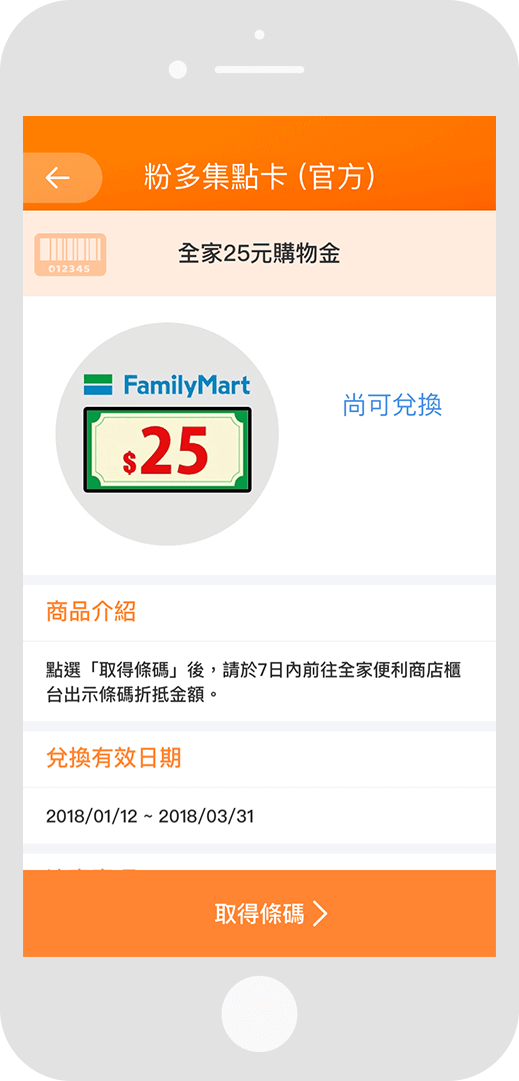 粉多集點卡 (官方)
012345
全家25元購物金
FamilyMart
$25
尚可兌換
商品介紹
點選「取得條碼」後，請於7日內前往全家便利商店櫃
台出示條碼折抵金額。
兌換有效日期
2018/01/12 ~ 2018/03/31
取得條碼